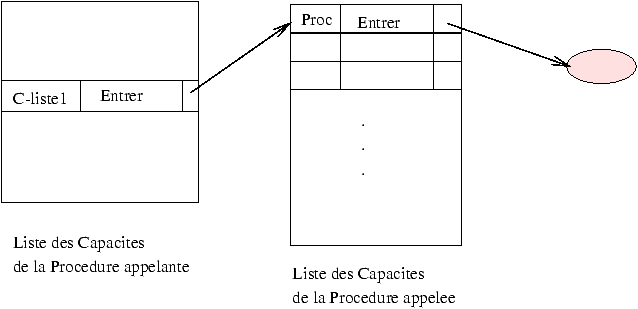 Proc Entrer
C-liste1 Entrer
.
.
.
Liste des Capacites
de la Procedure appelante
Liste des Capacites
de la Procedure appelee